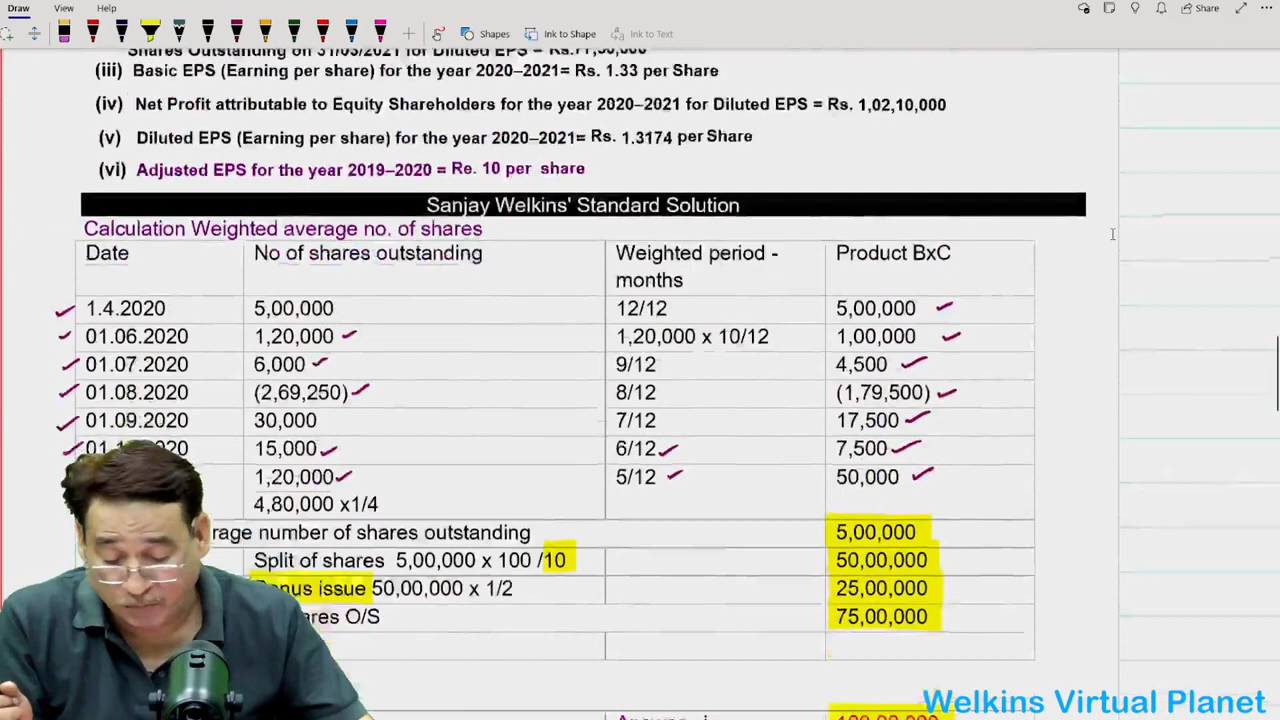 Draw View Help
Share
Shapes Ink to Shape Ink to Text
Shares Outstanding on 31/03/2021 for Diluted EPS =
(iii) Basic EPS (Earning per share) for the year 2020–2021= Rs. 1.33 per Share
(iv) Net Profit attributable to Equity Shareholders for the year 2020–2021 for Diluted EPS = Rs. 1,02,10,000
(v) Diluted EPS (Earning per share) for the year 2020–2021= Rs. 1.3174 per Share
(vi) Adjusted EPS for the year 2019–2020 = Re. 10 per share
Sanjay Welkins' Standard Solution
Calculation Weighted average no. of shares
Date No of shares outstanding Weighted period - months Product BxC
1.4.2020 5,00,000 12/12 5,00,000
01.06.2020 1,20,000 1,20,000 x 10/12 1,00,000
01.07.2020 6,000 9/12 4,500
01.08.2020 (2,69,250) 8/12 (1,79,500)
01.09.2020 30,000 7/12 17,500
15,000 6/12 7,500
1,20,000 5/12 50,000
4,80,000 x1/4
number of shares outstanding 5,00,000
Split of shares 5,00,000 x 100 /10 50,00,000
issue 50,00,000 x 1/2 25,00,000
O/S 75,00,000
Welkins Virtual Planet